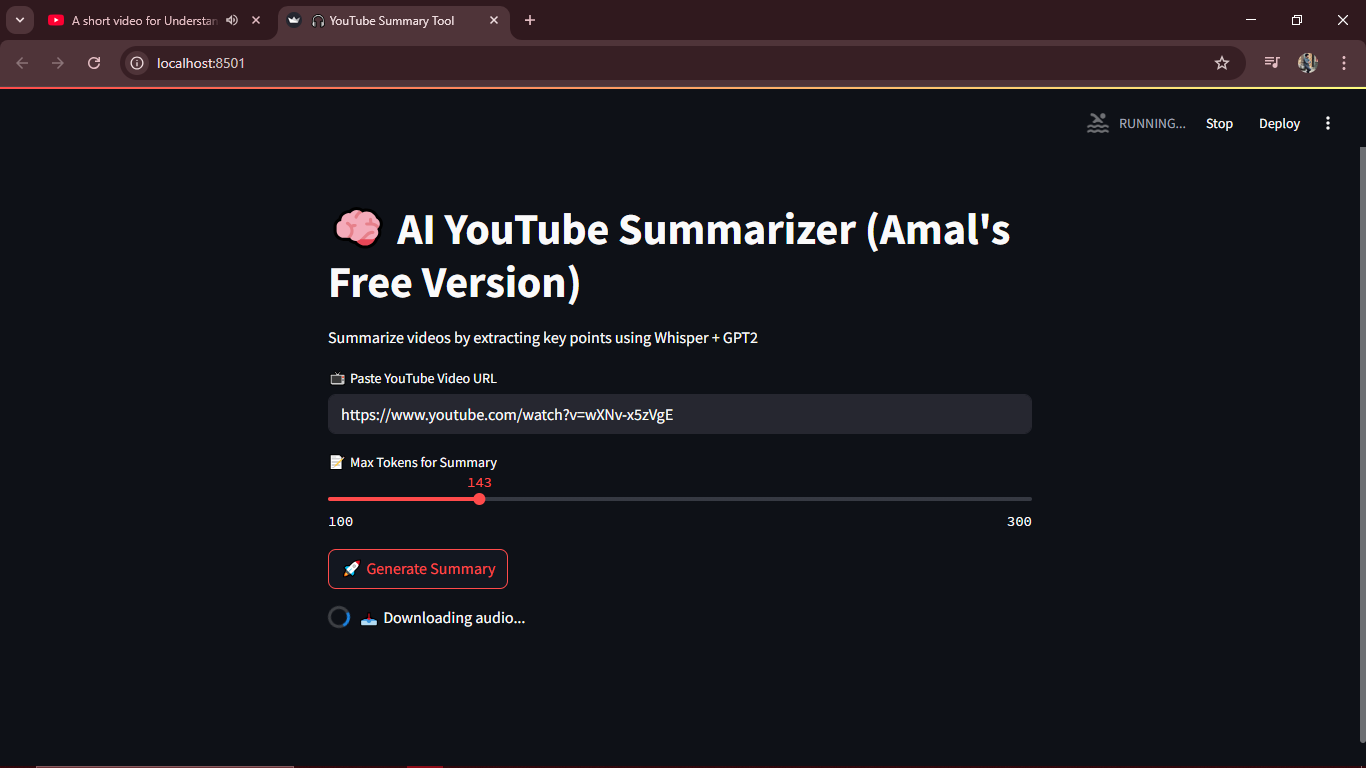 A short video for Understan
🎧 YouTube Summary Tool
localhost:8501
RUNNING...
Stop
Deploy
🧠 AI YouTube Summarizer (Amal's
Free Version)
Summarize videos by extracting key points using Whisper + GPT2
📺 Paste YouTube Video URL
https://www.youtube.com/watch?v=wXNv-x5zVgE
📝 Max Tokens for Summary
143
100
300
🚀 Generate Summary
📥 Downloading audio...